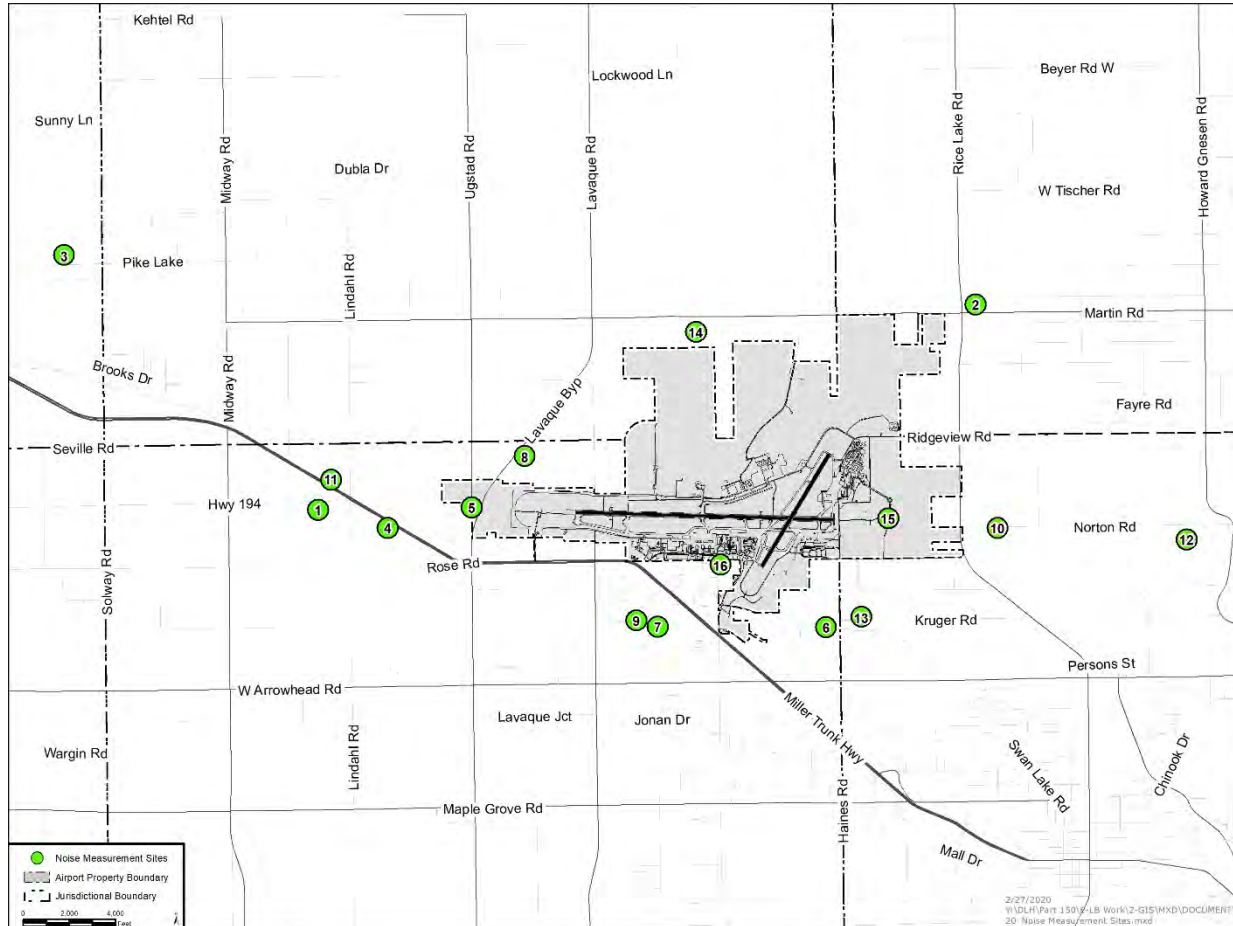 Kehtel Rd
Lockwood Ln
Beyer Rd W
Sunny Ln
Midway Rd
Ugstad Rd
Lavaque Rd
Rice Lake Rd
Howard Gnesen Rd
Dubla Dr
W Tischer Rd
3
Pike Lake
Lindahl Rd
2
Martin Rd
14
Brooks Dr
Midway Rd
Lavaque Byp
Fayre Rd
Seville Rd
Ridgeview Rd
8
11
Hwy 194
1
5
4
15
10
Norton Rd
12
Solway Rd
Rose Rd
16
9
7
6
13
Kruger Rd
Persons St
W Arrowhead Rd
Lavaque Jct
Jonan Dr
Miller Trunk Hwy
Wargin Rd
Lindahl Rd
Swan Lake Rd
Chinook Dr
Maple Grove Rd
Haines Rd
Mall Dr
Noise Measurement Sites
Airport Property Boundary
Jurisdictional Boundary
0 2,000 4,000
Feet
2/27/2020
20 Noise Measurement Sites.mxd